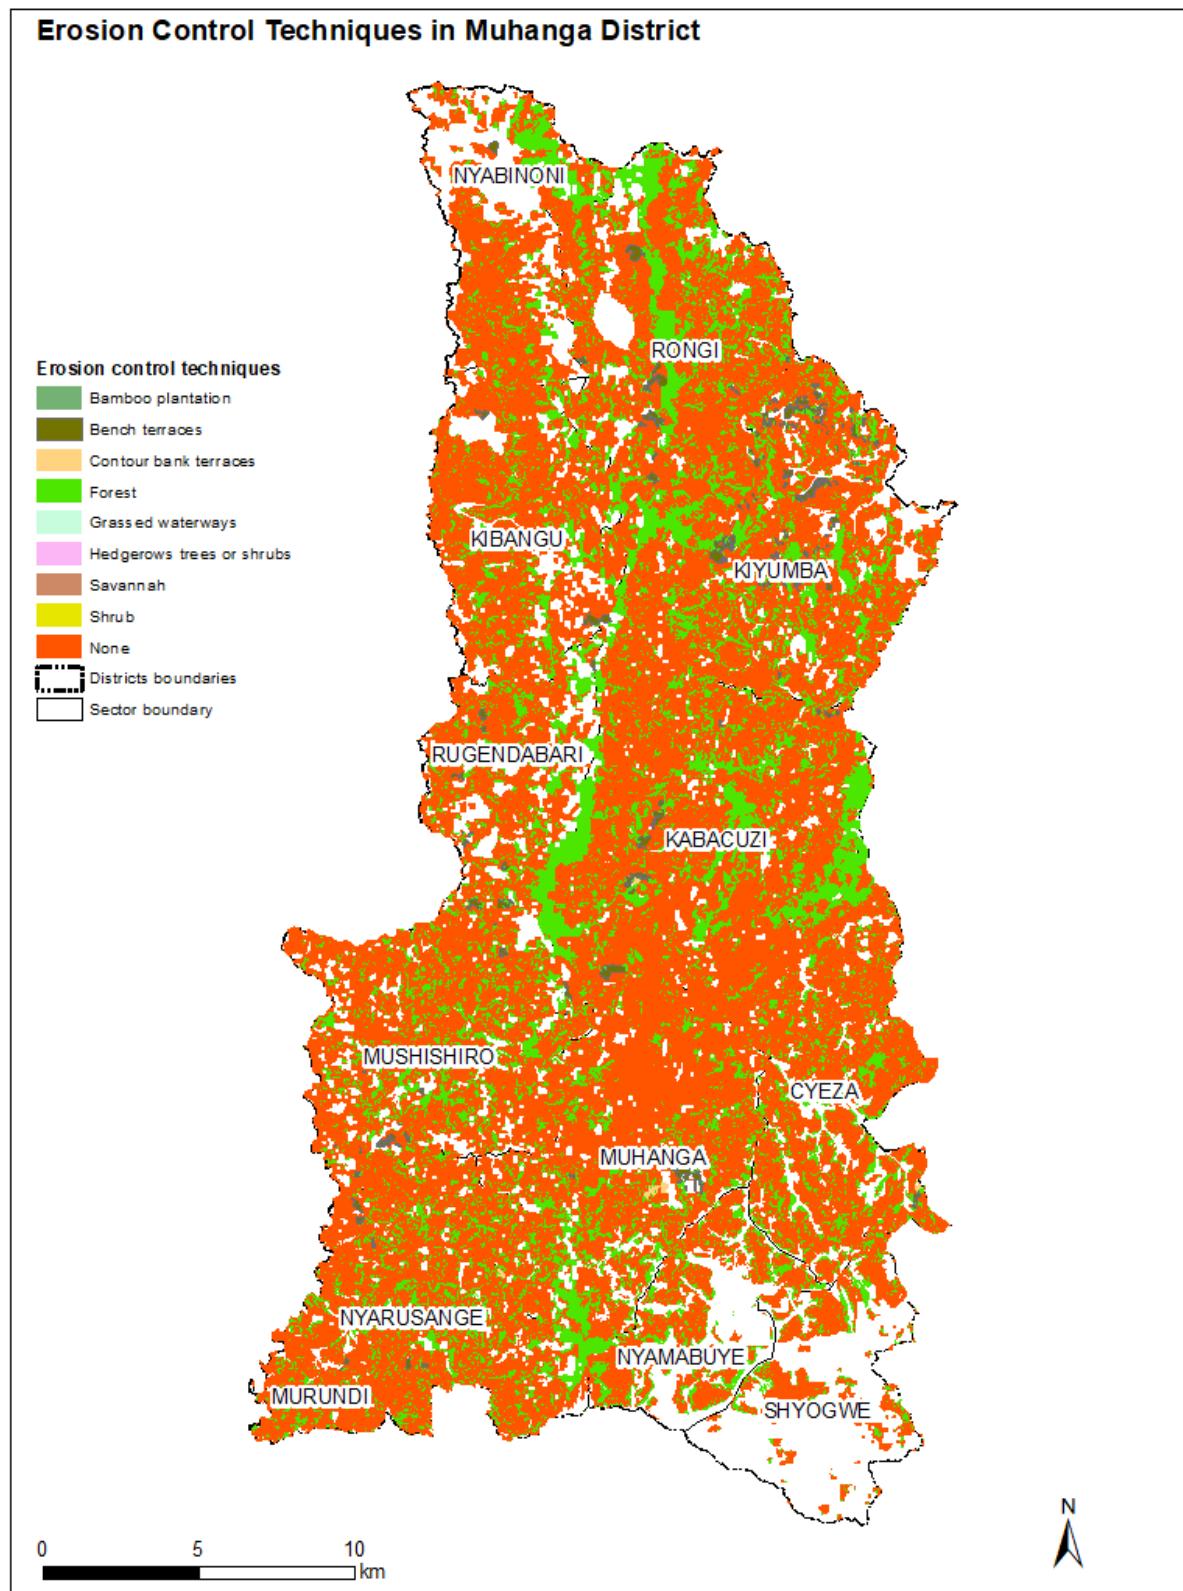 Erosion Control Techniques in Muhanga District
NYABINONI
RONGI
Erosion control techniques
Bamboo plantation
Bench terraces
Contour bank terraces
Forest
Grassed waterways
Hedgerows trees or shrubs
Savannah
Shrub
None
Districts boundaries
Sector boundary
KIBANGU
KIYUMBA
RUGENDABARI
KABACUZI
MUSHISHIRO
CYEZA
MUHANGA
NYARUSANGE
NYAMABUYE
MURUNDI
SHYOGWE
N
0 5 10
km